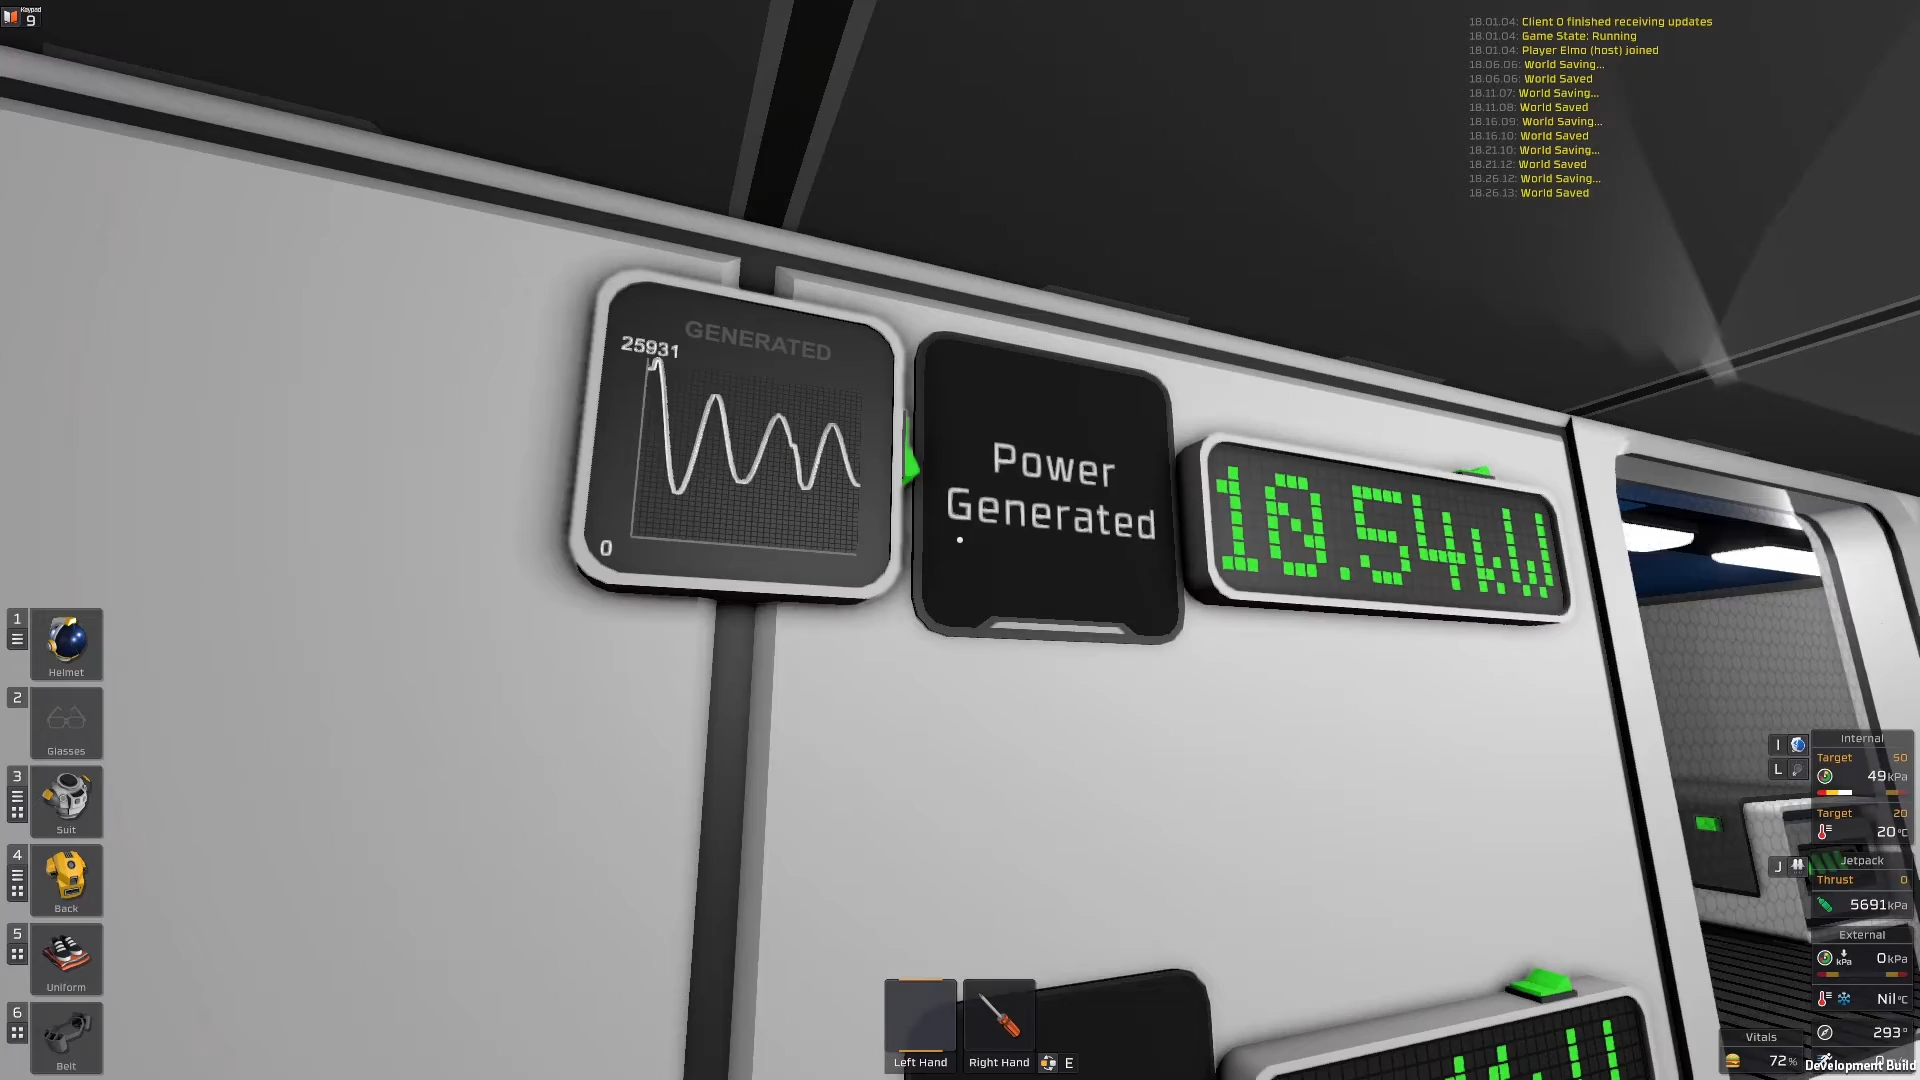 Keypad
9
18.01.04: Client 0 finished receiving updates
18.01.04: Game State: Running
18.01.04: Player Elmo (host) joined
18.06.06: World Saving...
18.06.06: World Saved
18.11.07: World Saving...
18.11.08: World Saved
18.16.09: World Saving...
18.16.10: World Saved
18.21.10: World Saving...
18.21.12: World Saved
18.26.12: World Saving...
18.26.13: World Saved
GENERATED
25931
0
Power
Generated
10.54kW
1
Helmet
2
Glasses
3
Suit
4
Back
5
Uniform
6
Belt
Left Hand
Right Hand
E
Internal
I
Target 50
L
49kPa
Target 20
20°C
J
Jetpack
Thrust 0
5691kPa
External
kPa
0kPa
Nil°C
293°
Vitals
72%
Development Build